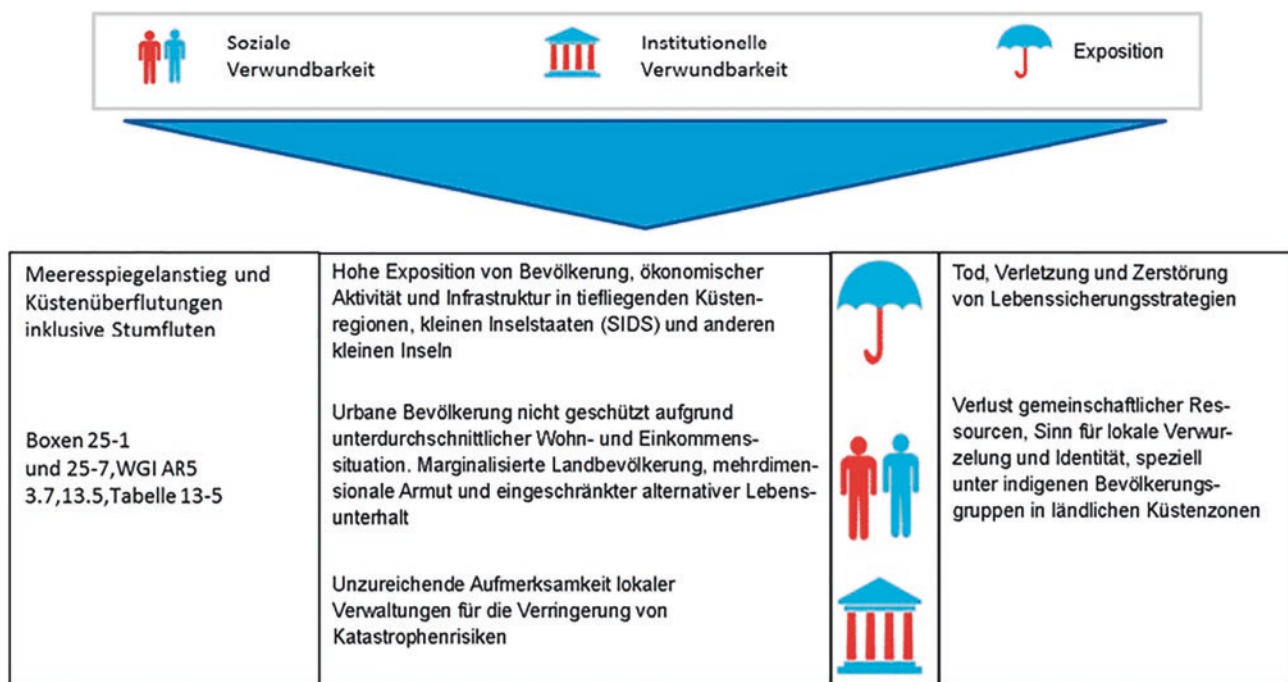 Soziale
Verwundbarkeit
Institutionelle
Verwundbarkeit
Exposition
Meeresspiegelanstieg und
Küstenüberflutungen
inklusive Stumfluten
Boxen 25-1
und 25-7,WGI AR5
3.7,13.5,Tabelle 13-5
Hohe Exposition von Bevölkerung, ökonomischer
Aktivität und Infrastruktur in tiefliegenden Küsten-
regionen, kleinen Inselstaaten (SIDS) und anderen
kleinen Inseln
Urbane Bevölkerung nicht geschützt aufgrund
unterdurchschnittlicher Wohn- und Einkommens-
situation. Marginalisierte Landbevölkerung, mehrdimen-
sionale Armut und eingeschränkter alternativer Lebens-
unterhalt
Unzureichende Aufmerksamkeit lokaler
Verwaltungen für die Verringerung von
Katastrophenrisiken
Tod, Verletzung und Zerstörung
von Lebenssicherungsstrategien
Verlust gemeinschaftlicher Res-
sourcen, Sinn für lokale Verwur-
zelung und Identität, speziell
unter indigenen Bevölkerungs-
gruppen in ländlichen Küstenzonen